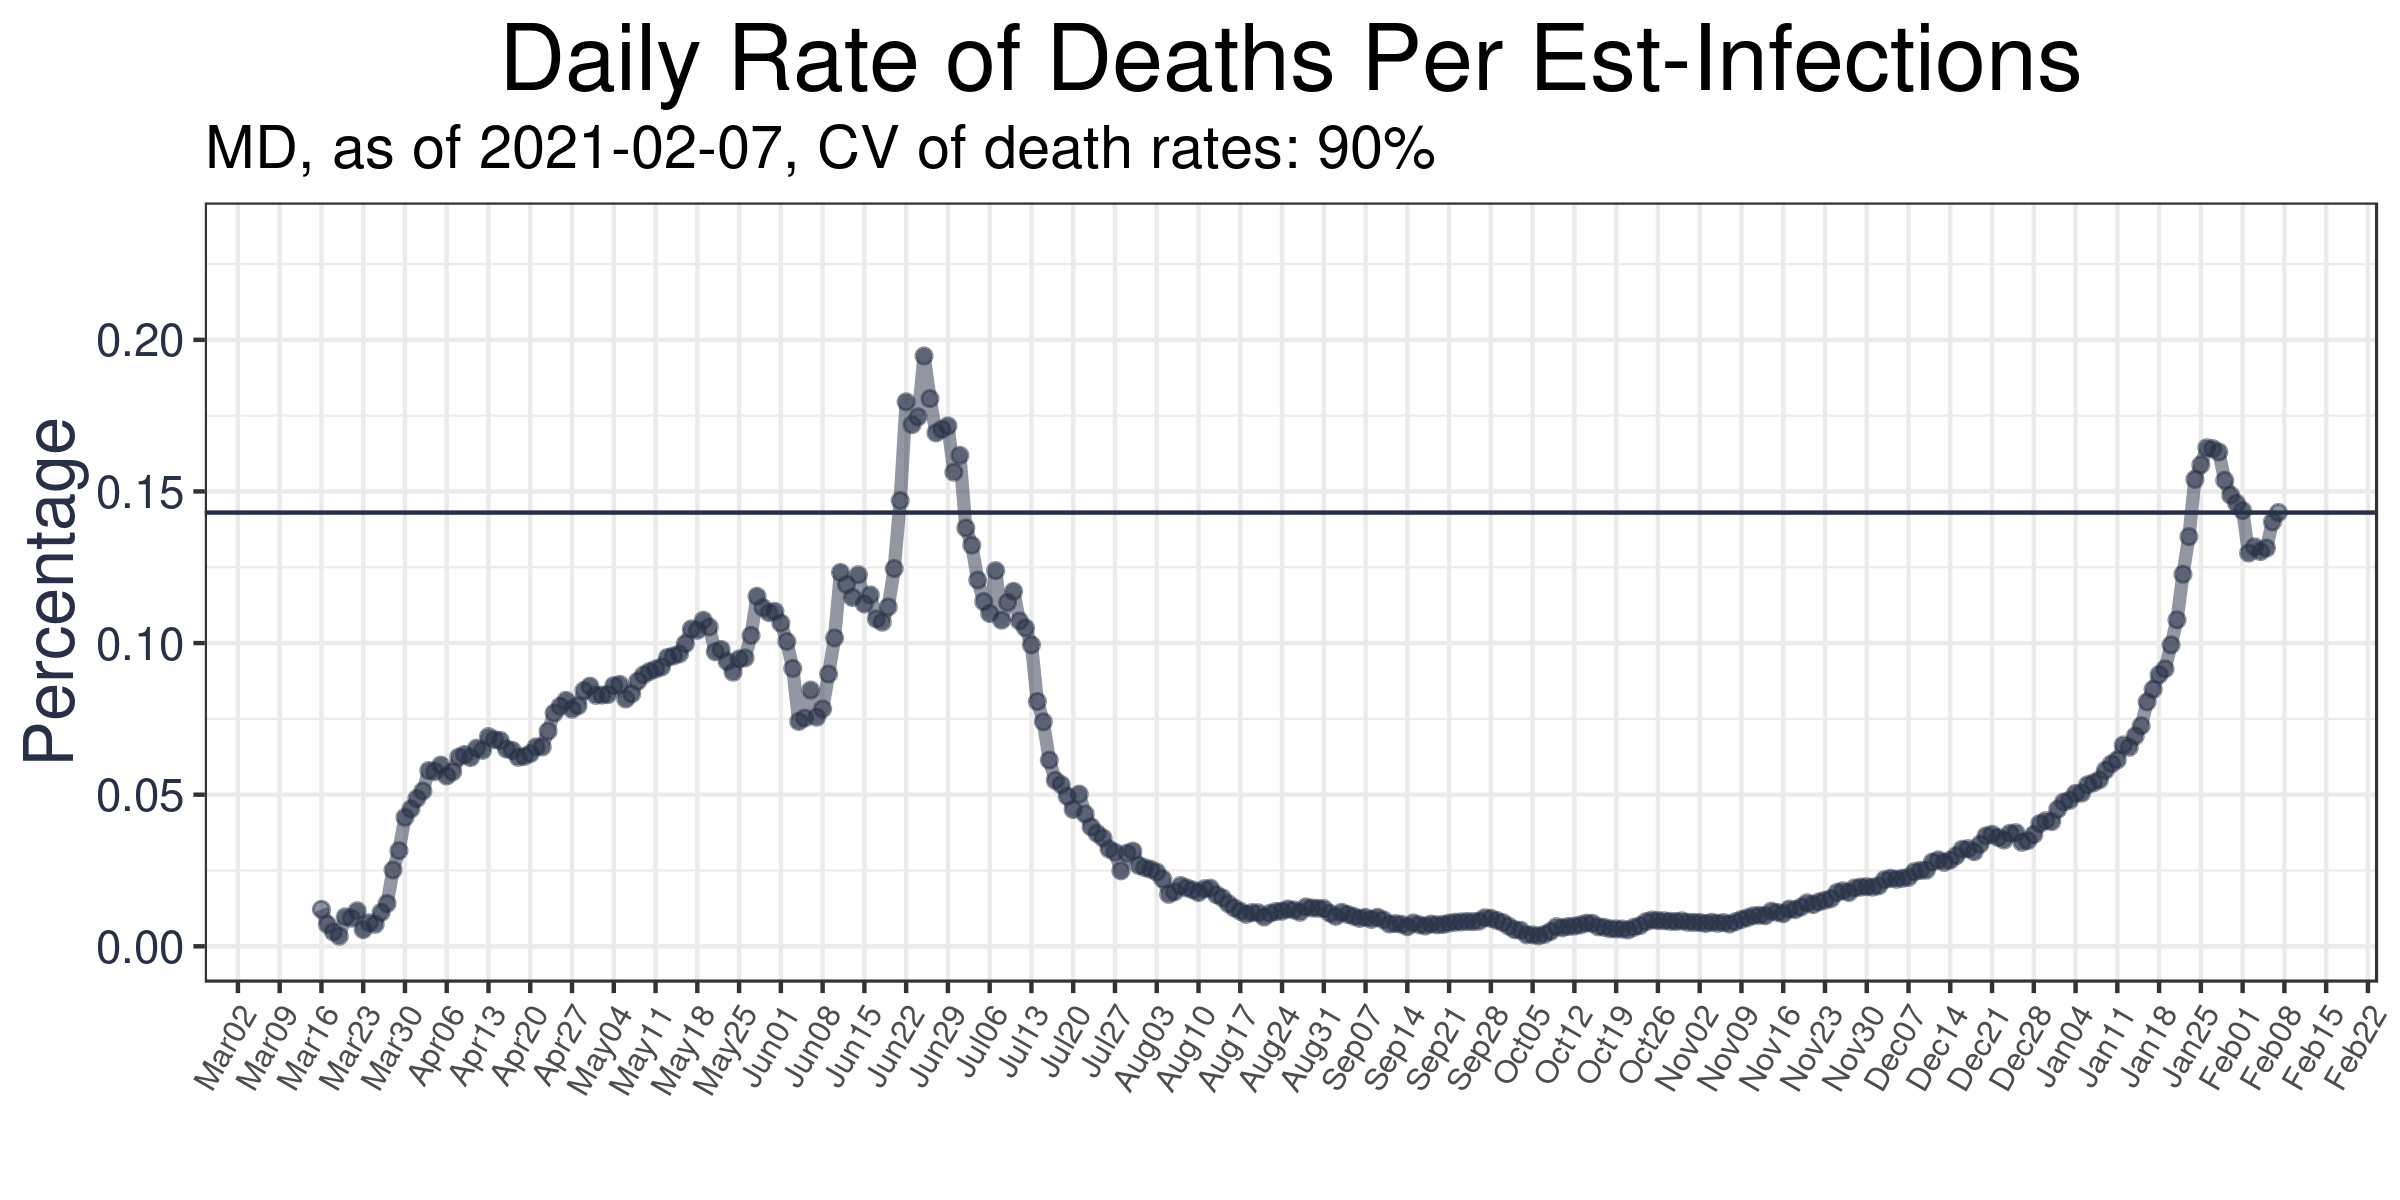 Daily Rate of Deaths Per Est-Infections
MD, as of 2021-02-07, CV of death rates: 90%
Percentage
0.20
0.15
0.10
0.05
0.00
Mar02
Mar09
Mar16
Mar23
Mar30
Apr06
Apr13
Apr20
Apr27
May04
May11
May18
May25
Jun01
Jun08
Jun15
Jun22
Jun29
Jul06
Jul13
Jul20
Jul27
Aug03
Aug10
Aug17
Aug24
Aug31
Sep07
Sep14
Sep21
Sep28
Oct05
Oct12
Oct19
Oct26
Nov02
Nov09
Nov16
Nov23
Nov30
Dec07
Dec14
Dec21
Dec28
Jan04
Jan11
Jan18
Jan25
Feb01
Feb08
Feb15
Feb22